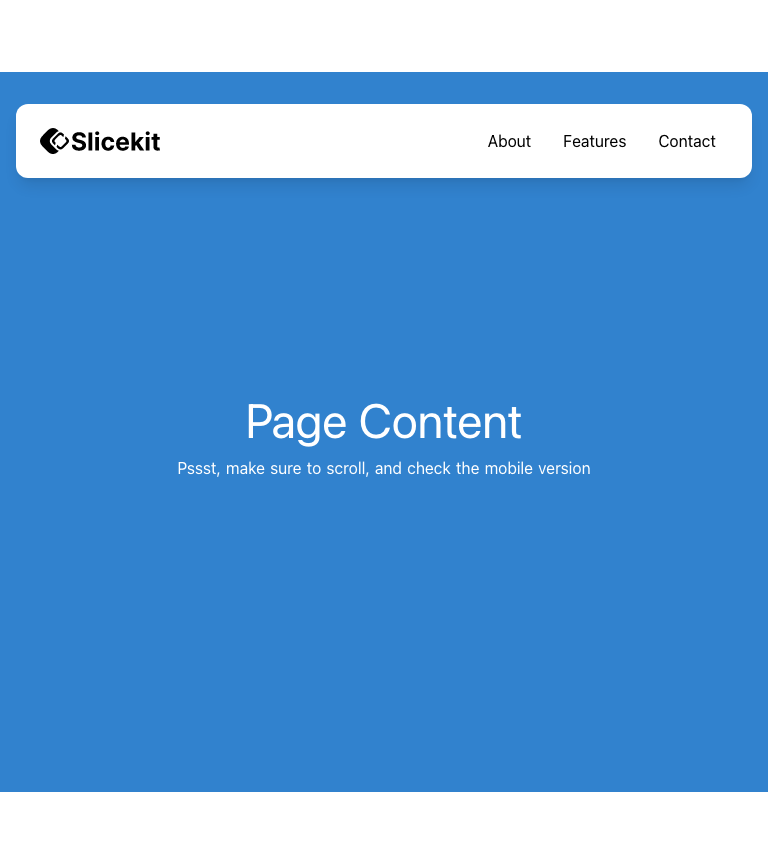 Slicekit
About Features Contact
Page Content
Pssst, make sure to scroll, and check the mobile version